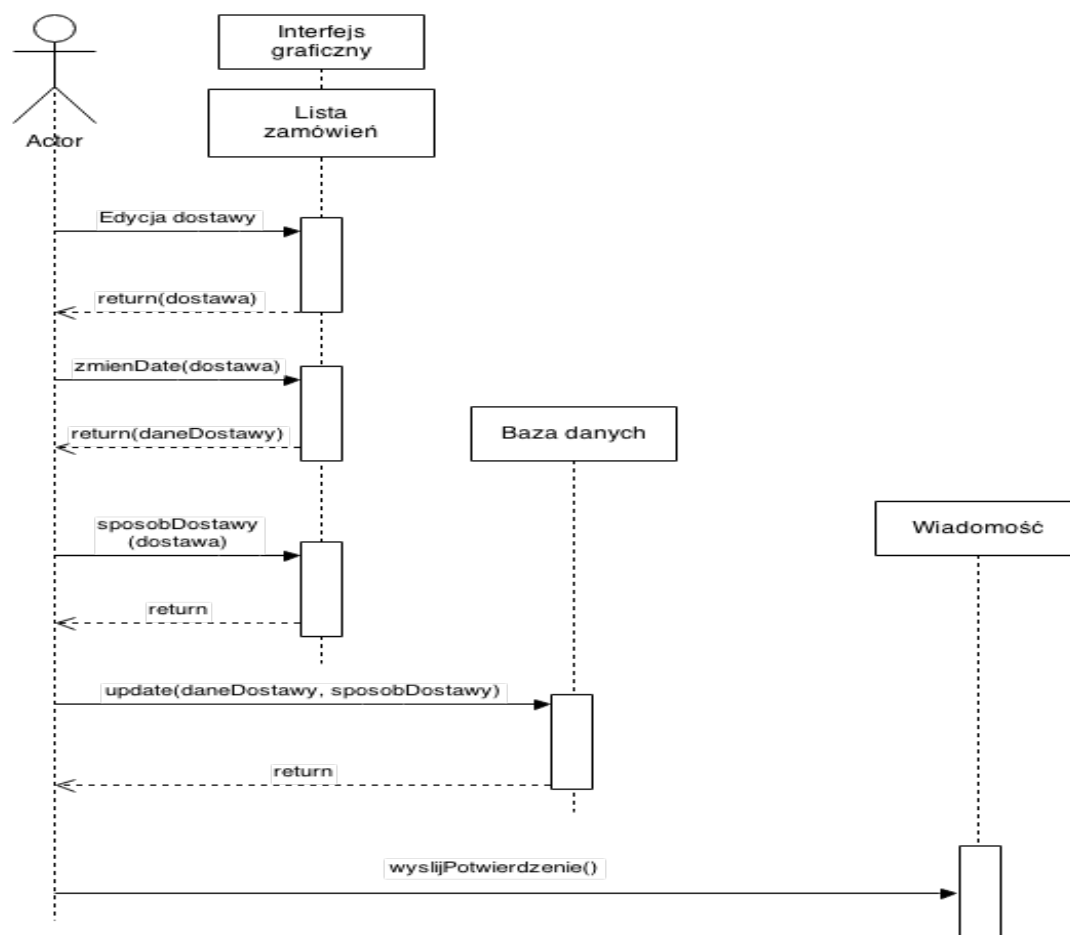 Interfejs
graficzny
Lista
zamówień
Actor
Edycja dostawy
return(dostawa)
zmienDate(dostawa)
return(daneDostawy)
Baza danych
sposobDostawy
(dostawa)
Wiadomość
return
update(daneDostawy, sposobDostawy)
return
wyslijPotwierdzenie()